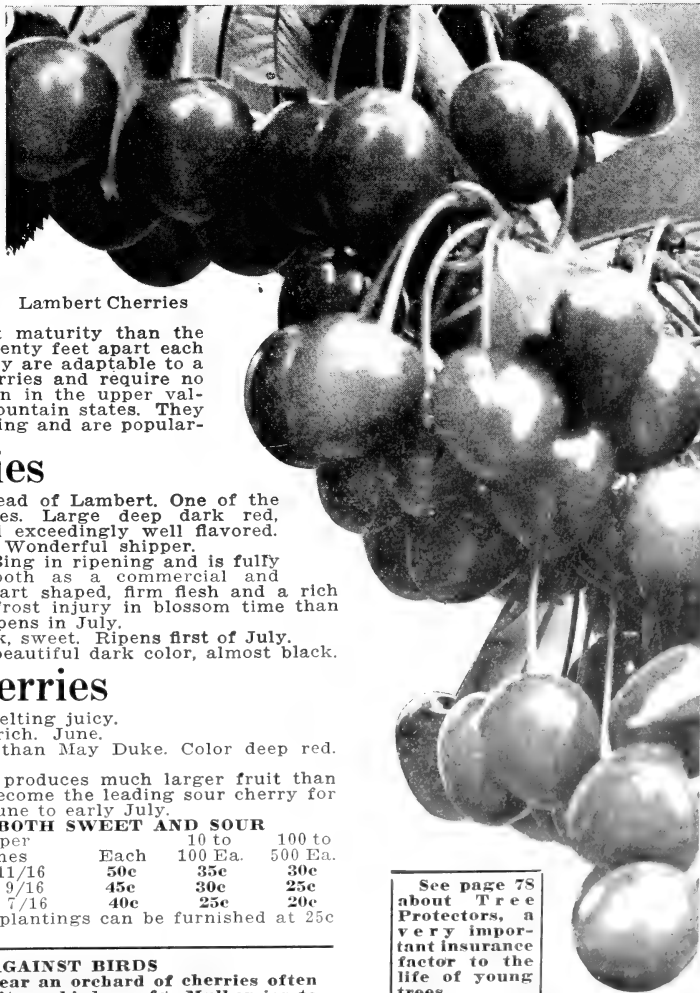 Lambert Cherries
maturity than the
enty feet apart each
y are adaptable to a
rries and require no
n in the upper val-
ountain states. They
ing and are popular-
ies
ead of Lambert. One of the
es. Large deep dark red,
exceedingly well flavored.
Wonderful shipper.
Bing in ripening and is fully
both as a commercial and
art shaped, firm flesh and a rich
frost injury in blossom time than
pens in July.
k, sweet. Ripens first of July.
beautiful dark color, almost black.
erries
elting juicy.
rich. June.
than May Duke. Color deep red.
produces much larger fruit than
ecome the leading sour cherry for
une to early July.
BOTH SWEET AND SOUR
per 10 to 100 to
hes Each 100 Ea. 500 Ea.
11/16 50c 35c 30c
9/16 45c 30c 25c
7/16 40c 25c 20c
plantings can be furnished at 25c
AGAINST BIRDS
ear an orchard of cherries often
See page 78
about Tree
Protectors, a
very impor-
tant insurance
factor to the
life of young
trees